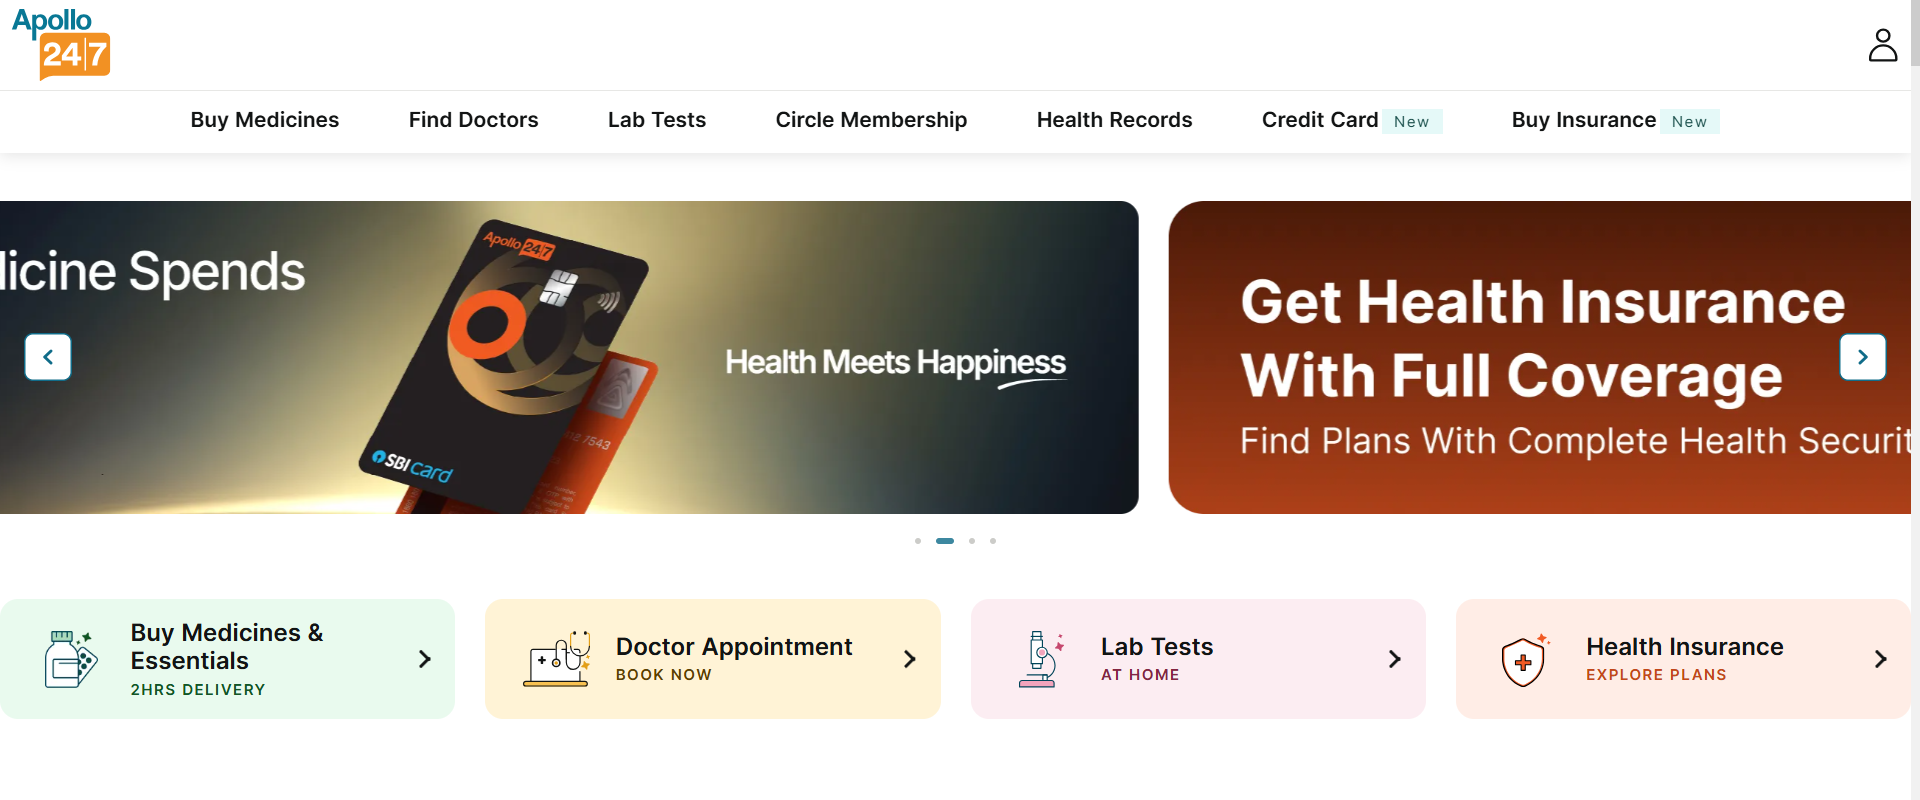 Apollo
24|7
Buy Medicines
Find Doctors
Lab Tests
Circle Membership
Health Records
Credit Card New
Buy Insurance New
Spends
Apollo 24|7
SBI card
7543
Health Meets Happiness
Get Health Insurance
With Full Coverage
Find Plans With Complete Health
Buy Medicines &
Essentials
2HRS DELIVERY
Doctor Appointment
BOOK NOW
Lab Tests
AT HOME
Health Insurance
EXPLORE PLANS